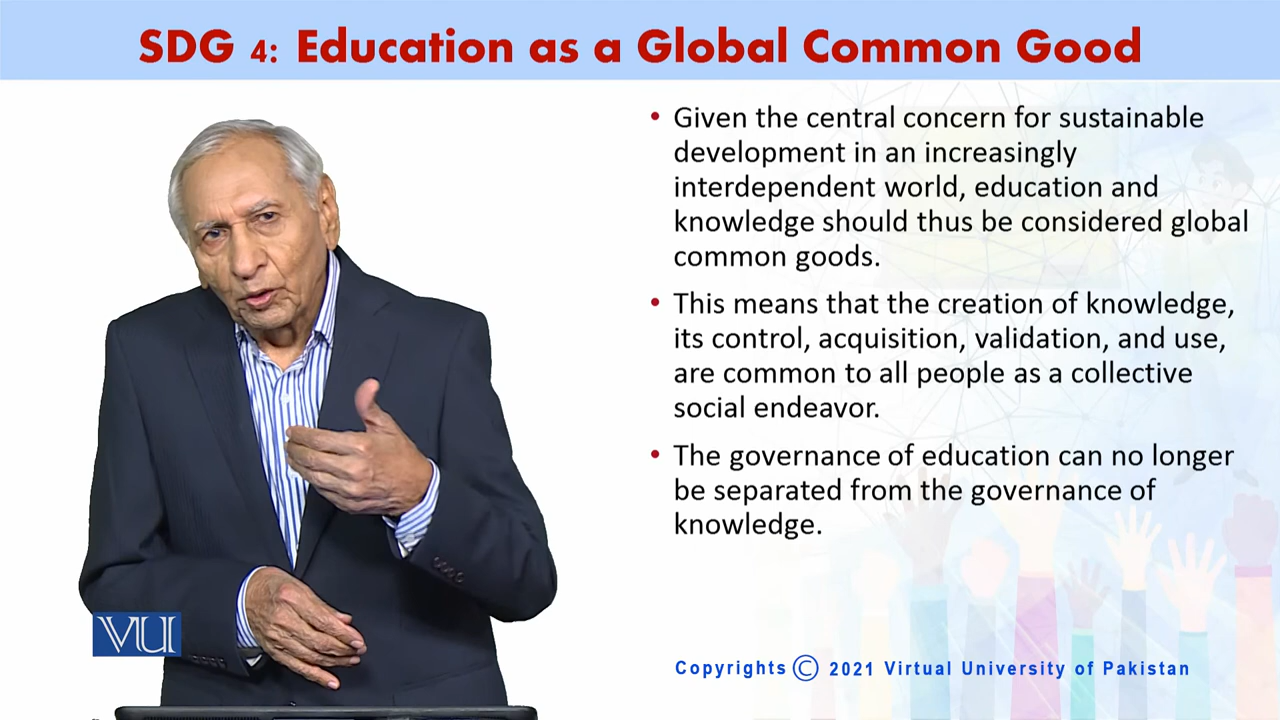 SDG 4: Education as a Global Common Good
• Given the central concern for sustainable
development in an increasingly
interdependent world, education and
knowledge should thus be considered global
common goods.
• This means that the creation of knowledge,
its control, acquisition, validation, and use,
are common to all people as a collective
social endeavor.
• The governance of education can no longer
be separated from the governance of
knowledge.
VU
Copyrights © 2021 Virtual University of Pakistan